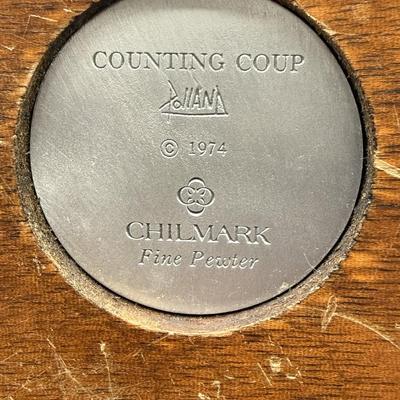 COUNTING COUP
Polland
© 1974
CHILMARK
Fine Pewter